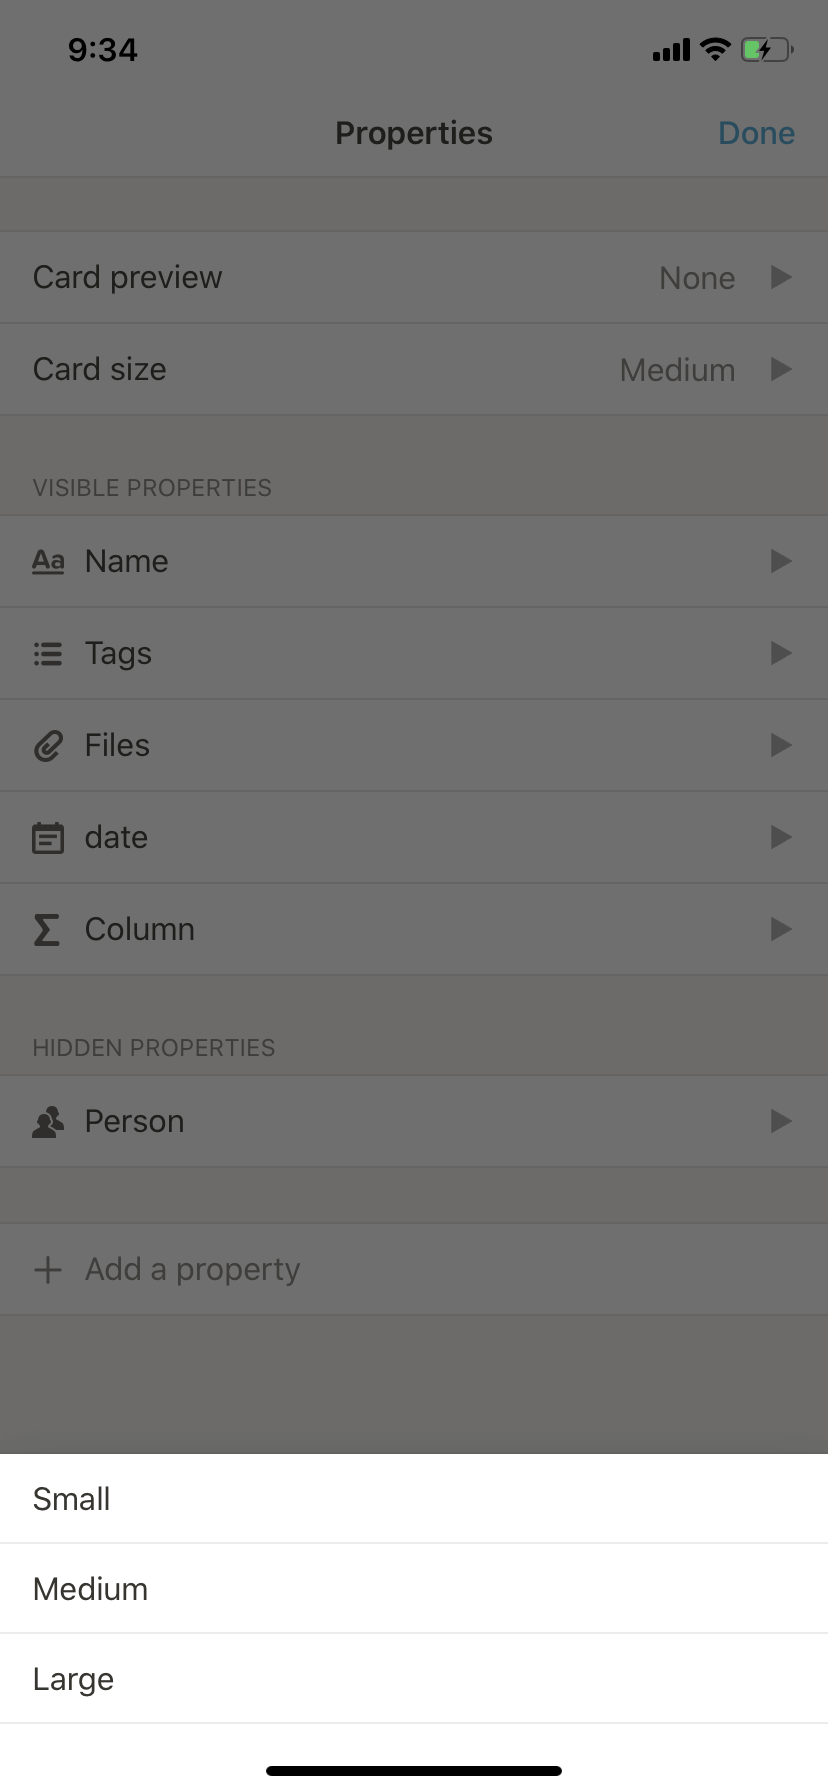 9:34
Properties Done
Card preview None
Card size Medium
VISIBLE PROPERTIES
Aa Name
Tags
Files
date
Σ Column
HIDDEN PROPERTIES
Person
+ Add a property
Small
Medium
Large